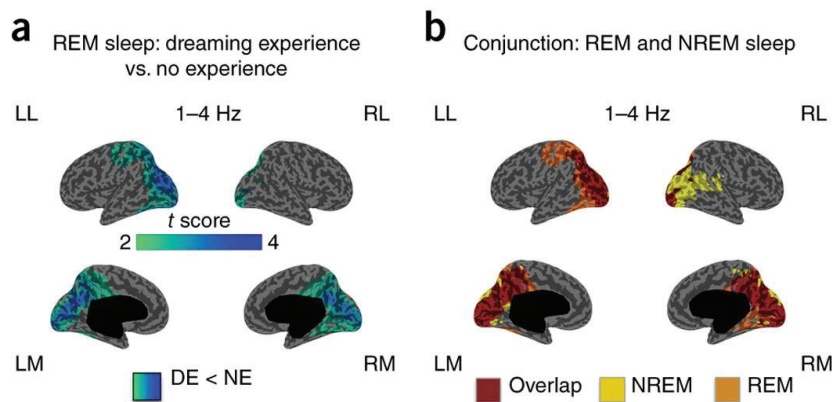 a
REM sleep: dreaming experience
vs. no experience
LL
1–4 Hz
RL
t score
2
4
LM
RM
DE < NE
b
Conjunction: REM and NREM sleep
LL
1–4 Hz
RL
LM
RM
Overlap
NREM
REM